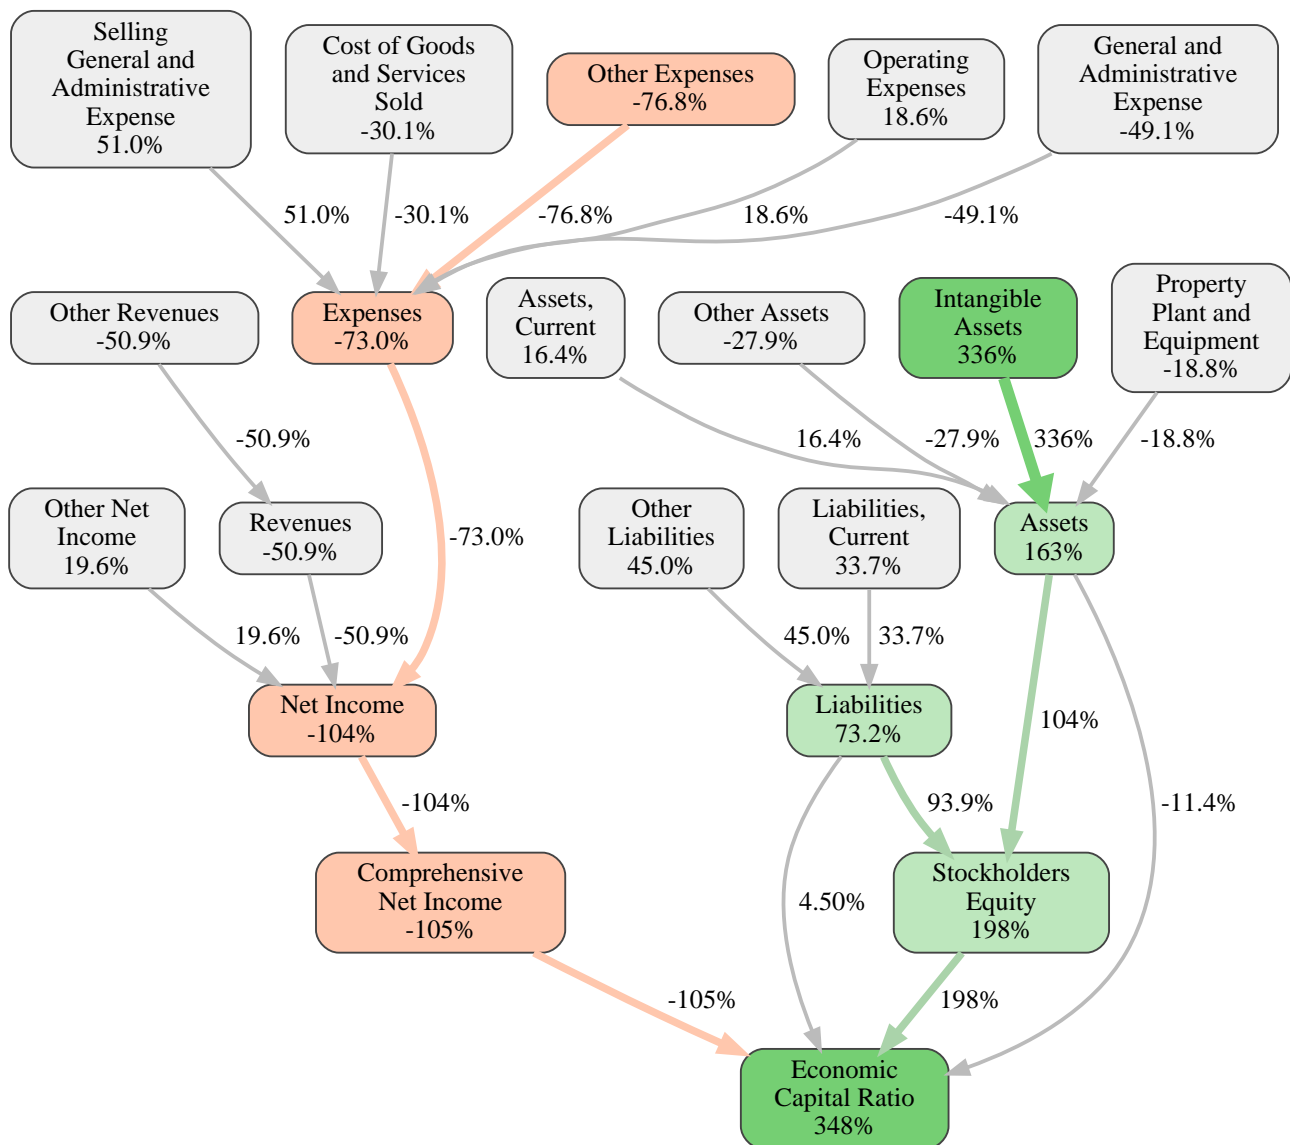 Selling
General and
Administrative
Expense
51.0%
Cost of Goods
and Services
Sold
-30.1%
Other Expenses
-76.8%
Operating
Expenses
18.6%
General and
Administrative
Expense
-49.1%
51.0%
-30.1%
-76.8%
18.6%
-49.1%
Other Revenues
-50.9%
Expenses
-73.0%
Assets,
Current
16.4%
Other Assets
-27.9%
Intangible
Assets
336%
Property
Plant and
Equipment
-18.8%
-50.9%
16.4%
-27.9%
336%
-18.8%
Other Net
Income
19.6%
Revenues
-50.9%
-73.0%
Other
Liabilities
45.0%
Liabilities,
Current
33.7%
Assets
163%
19.6%
-50.9%
45.0%
33.7%
Net Income
-104%
Liabilities
73.2%
104%
-104%
93.9%
-11.4%
Comprehensive
Net Income
-105%
4.50%
Stockholders
Equity
198%
-105%
198%
Economic
Capital Ratio
348%